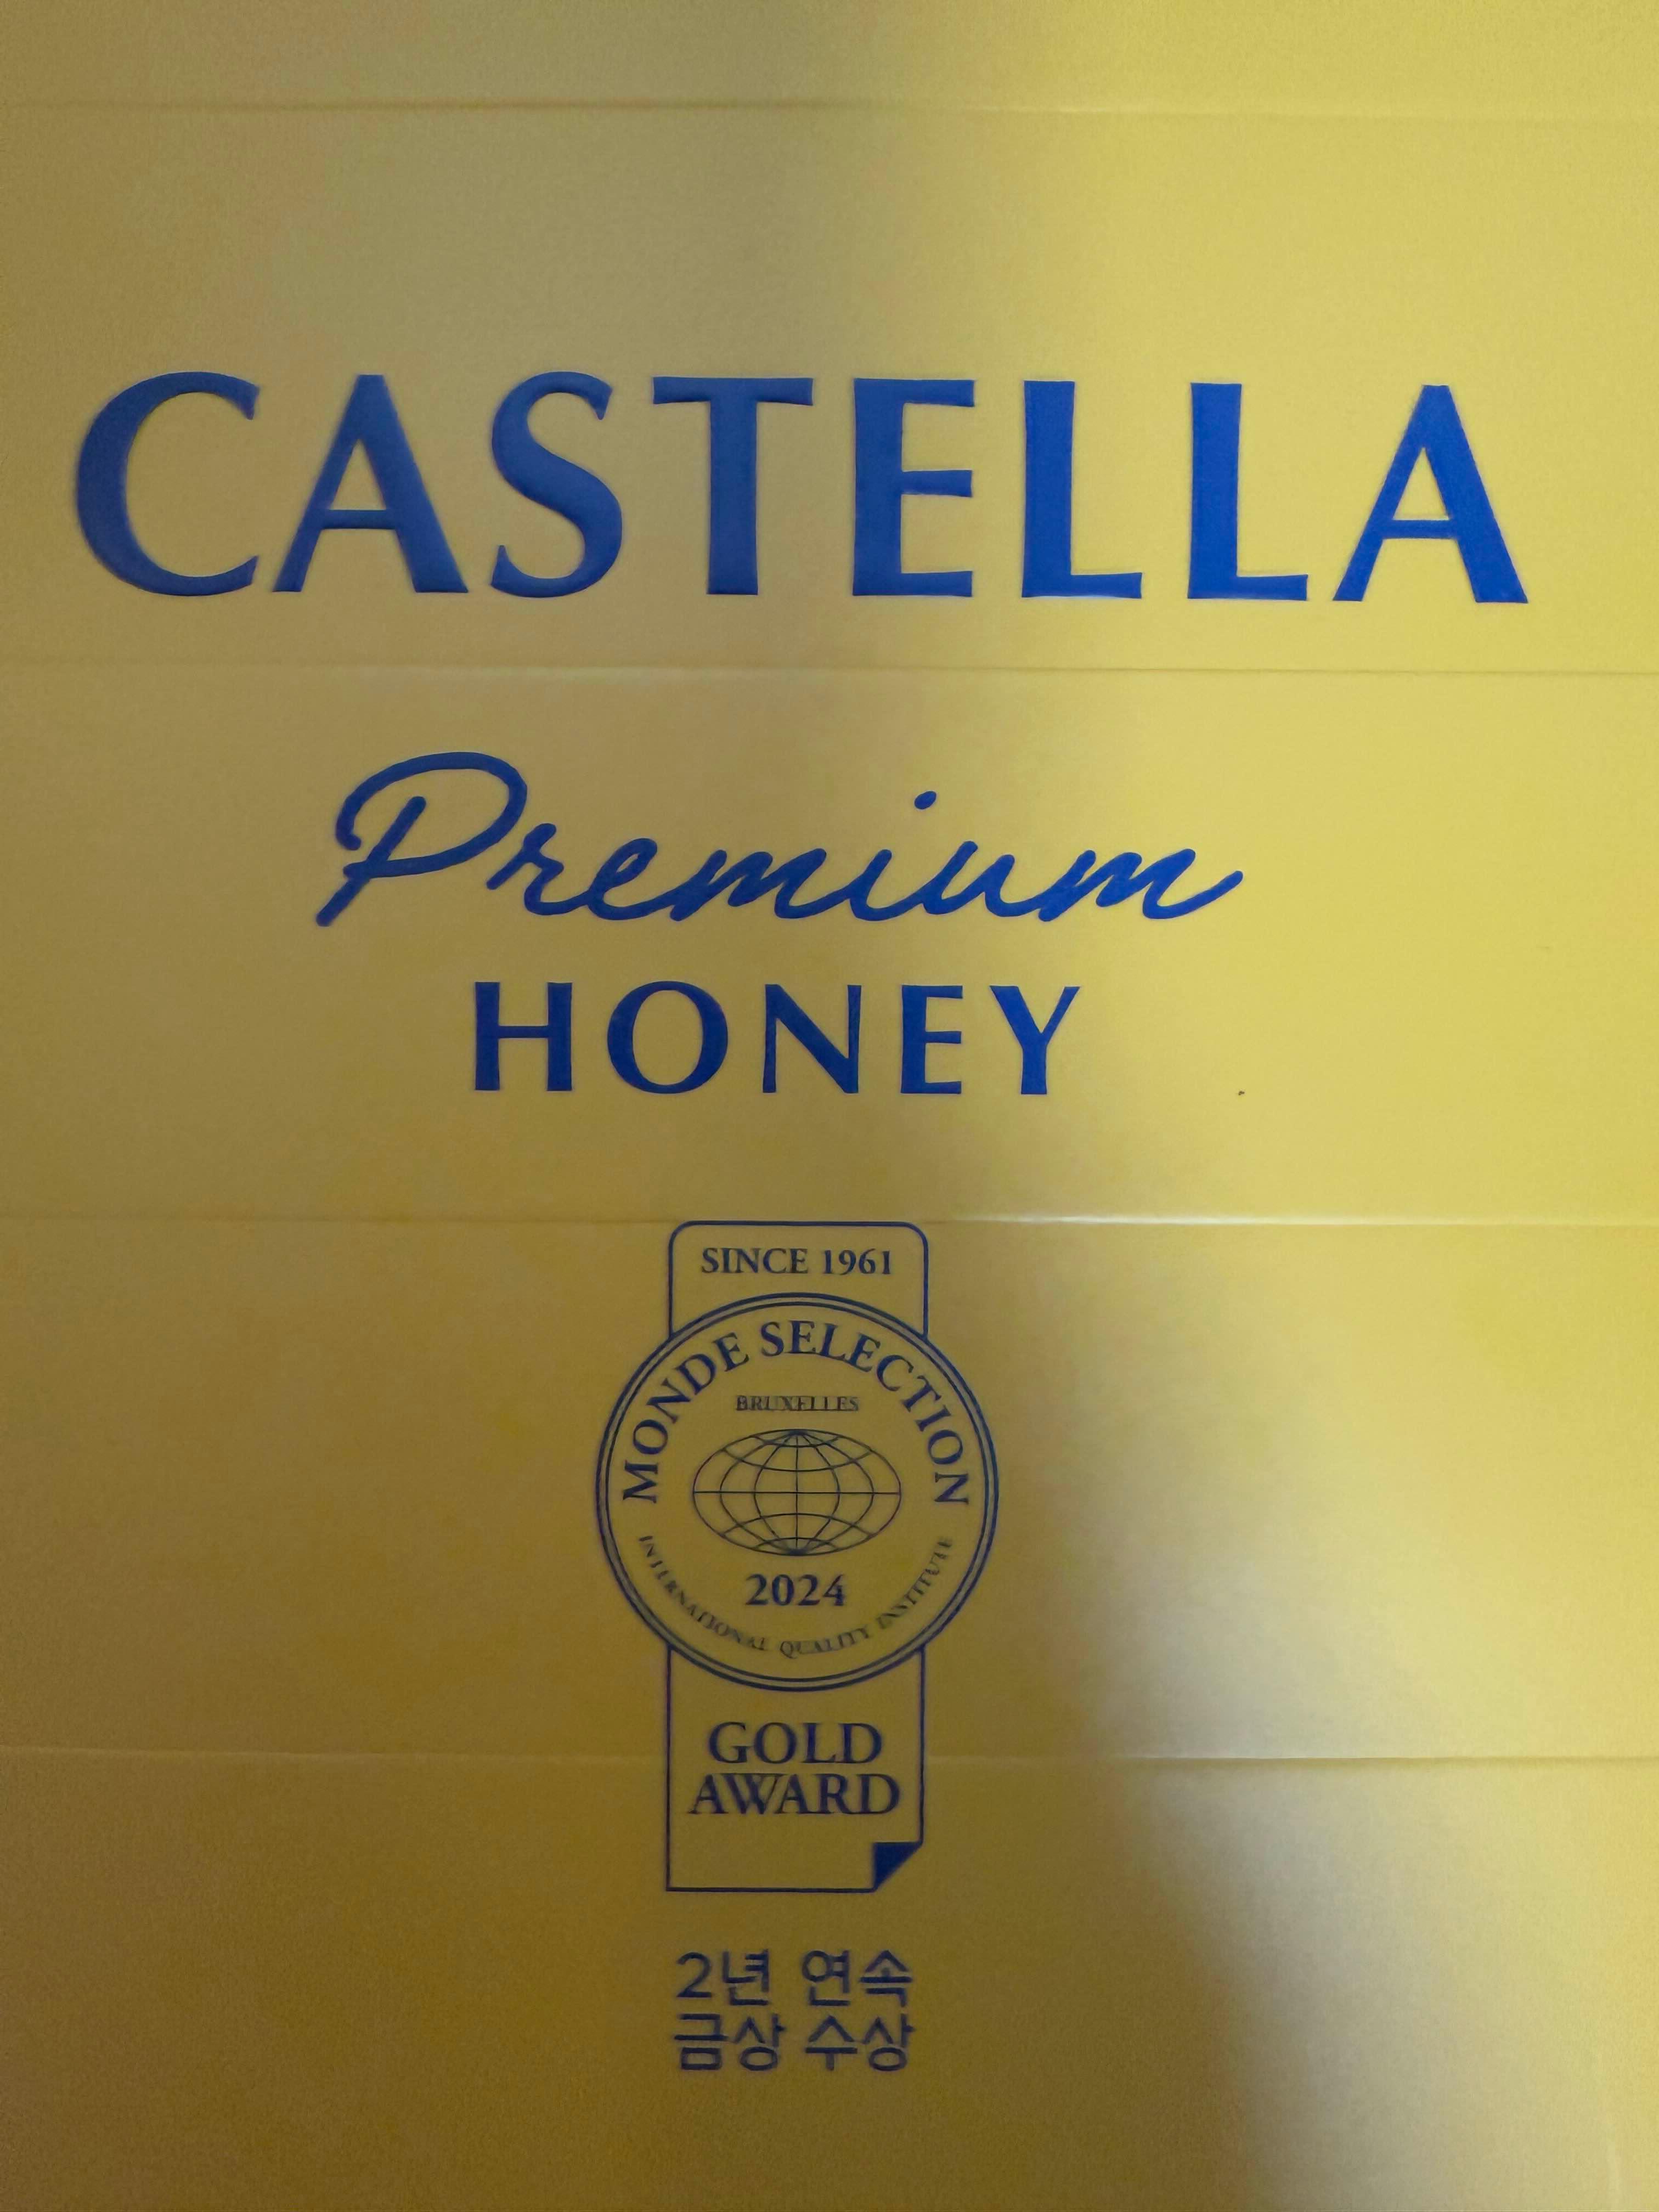 CASTELLA
Premium
HONEY
SINCE 1961
MONDE SELECTION
BRUXELLES
2024
INTERNATIONAL QUALITY INSTITUTE
GOLD
AWARD
2년 연속
금상 수상